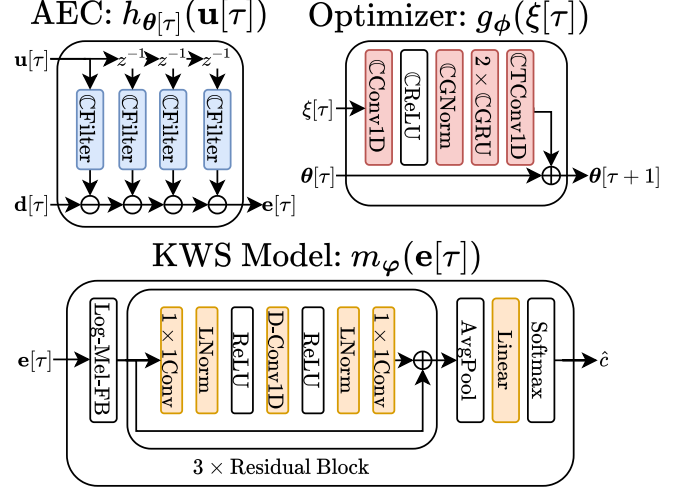 AEC: h_θ[τ](u[τ])
Optimizer: g_ϕ(ξ[τ])
u[τ]
z⁻¹
z⁻¹
z⁻¹
ℂFilter
ℂFilter
ℂFilter
ℂFilter
d[τ]
e[τ]
ξ[τ]
ℂConv1D
ℂReLU
ℂGNorm
2 × ℂGRU
ℂTConv1D
θ[τ]
θ[τ + 1]
KWS Model: m_φ(e[τ])
e[τ]
Log-Mel-FB
1 × 1Conv
LNorm
ReLU
D-Conv1D
ReLU
LNorm
1 × 1Conv
AvgPool
Linear
Softmax
ĉ
3 × Residual Block